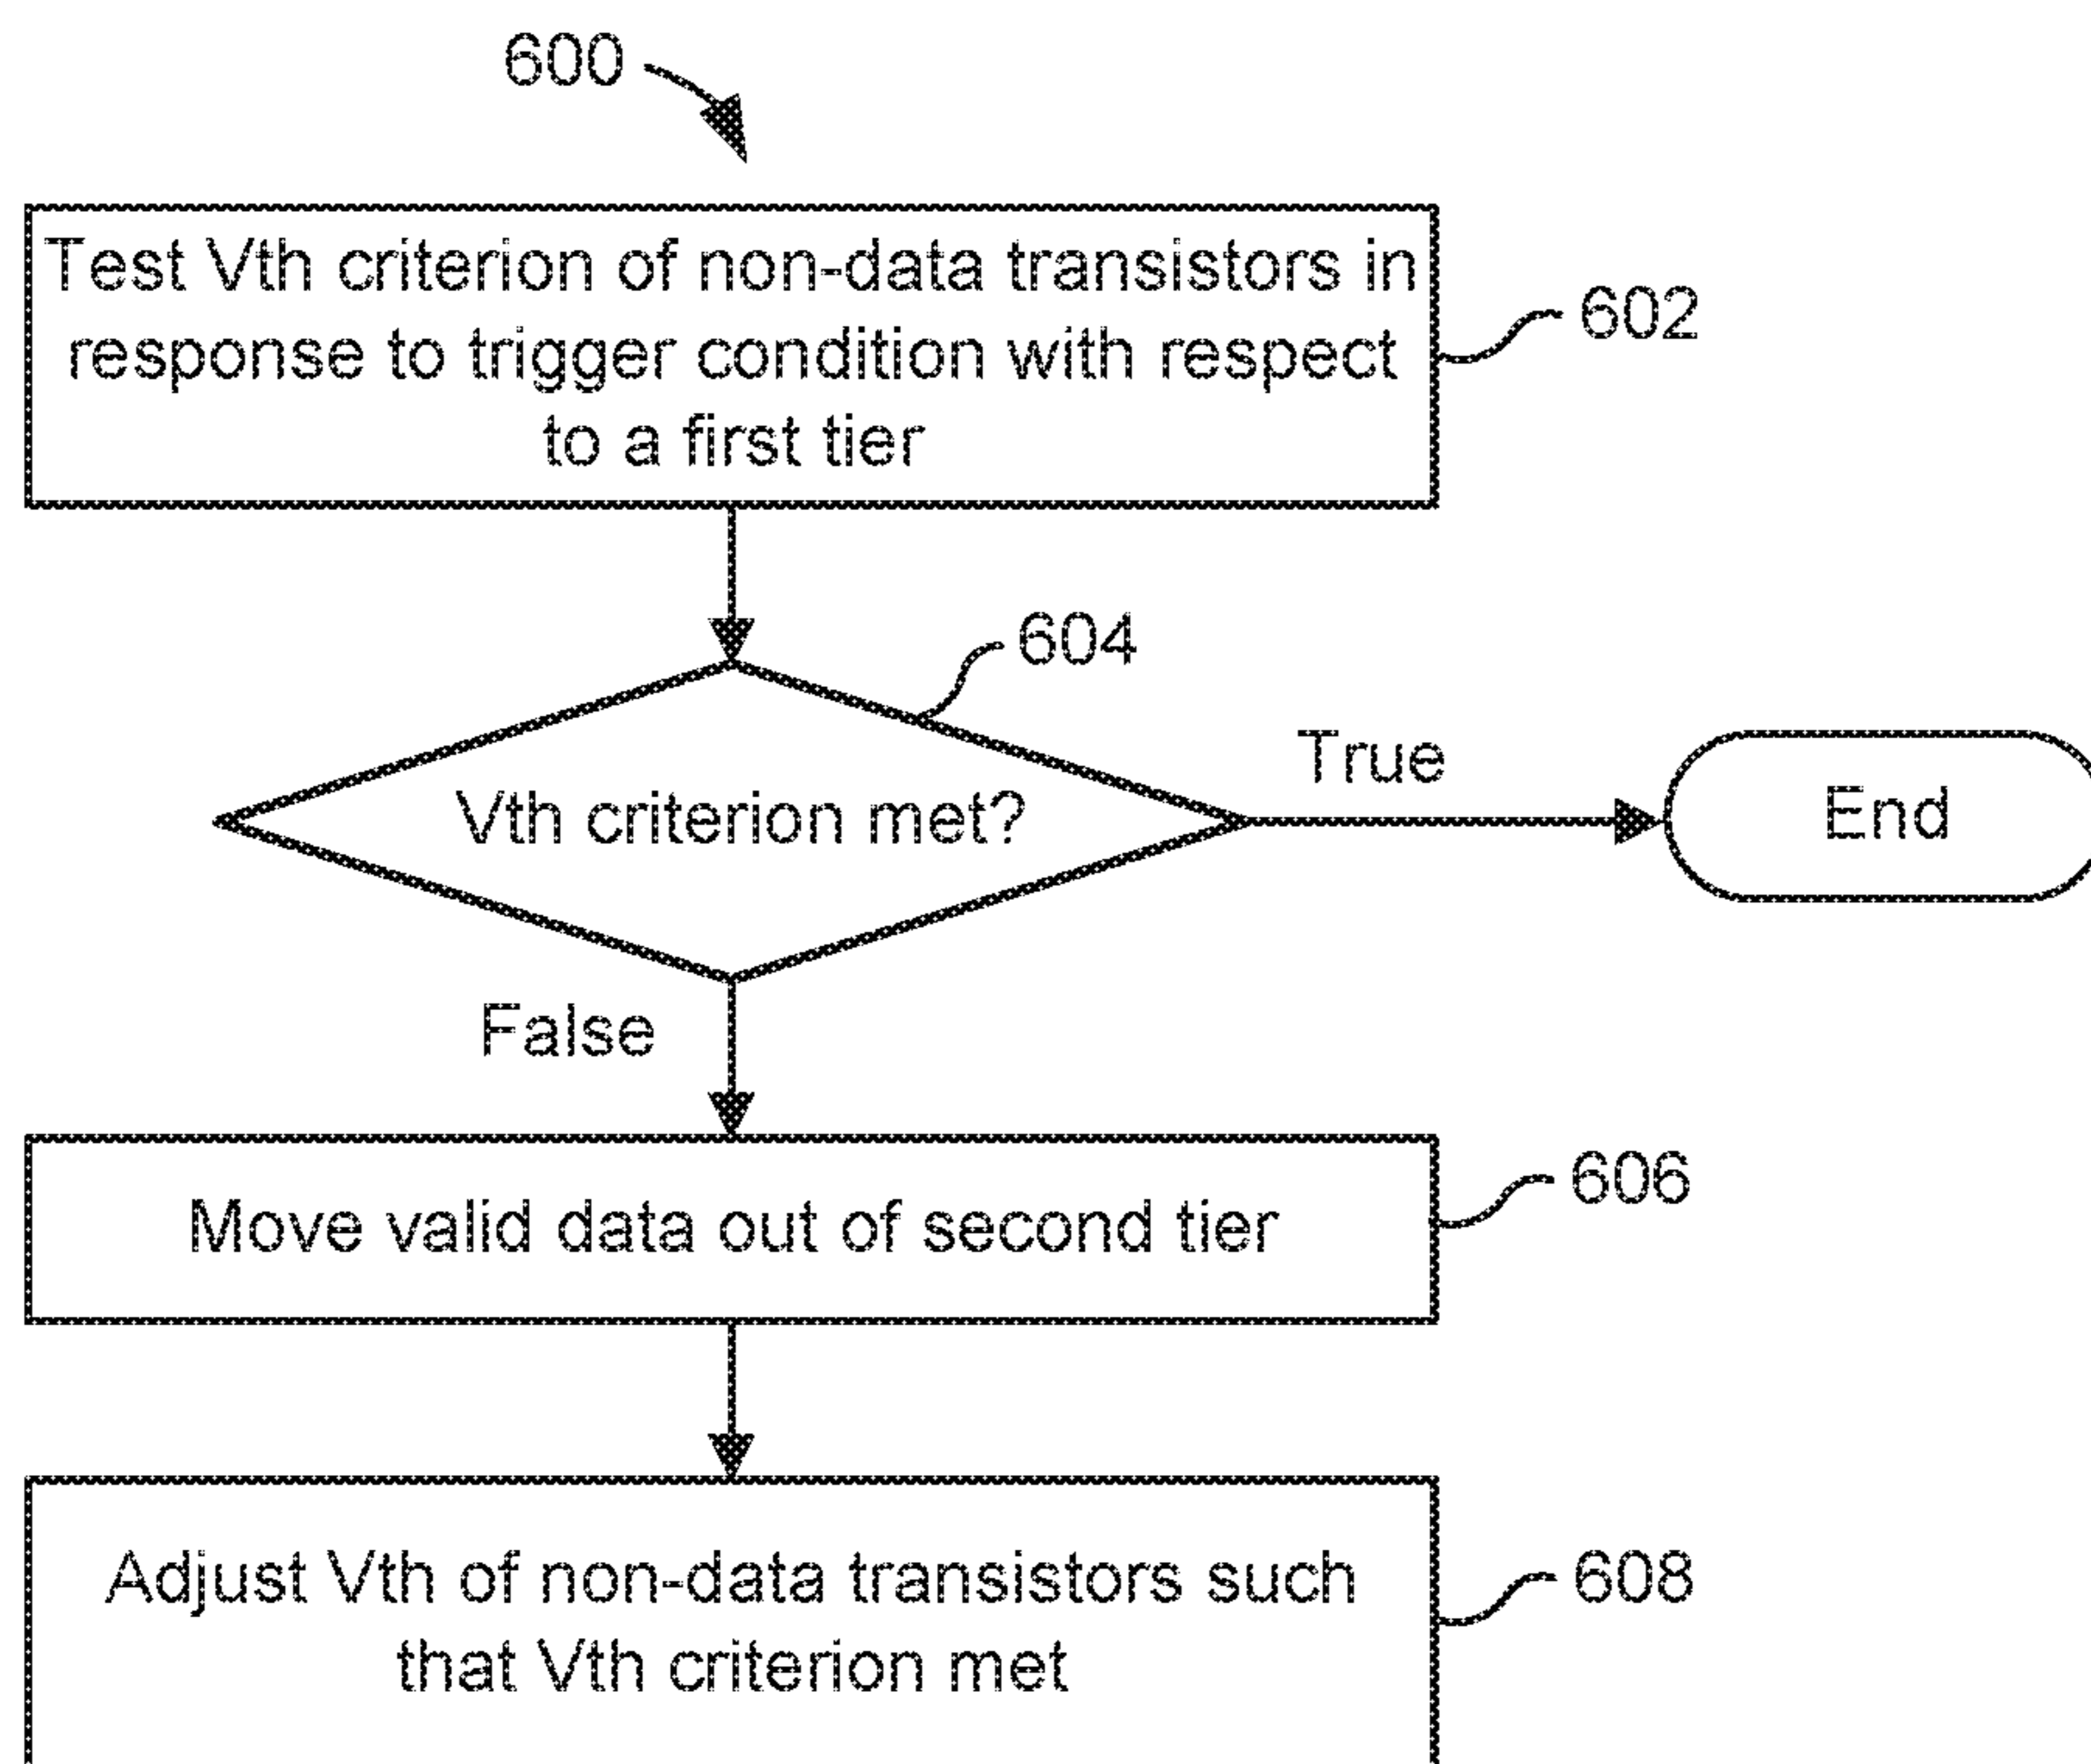 600
Test Vth criterion of non-data transistors in
response to trigger condition with respect
to a first tier
602
604
Vth criterion met?
True
End
False
Move valid data out of second tier
606
Adjust Vth of non-data transistors such
that Vth criterion met
608